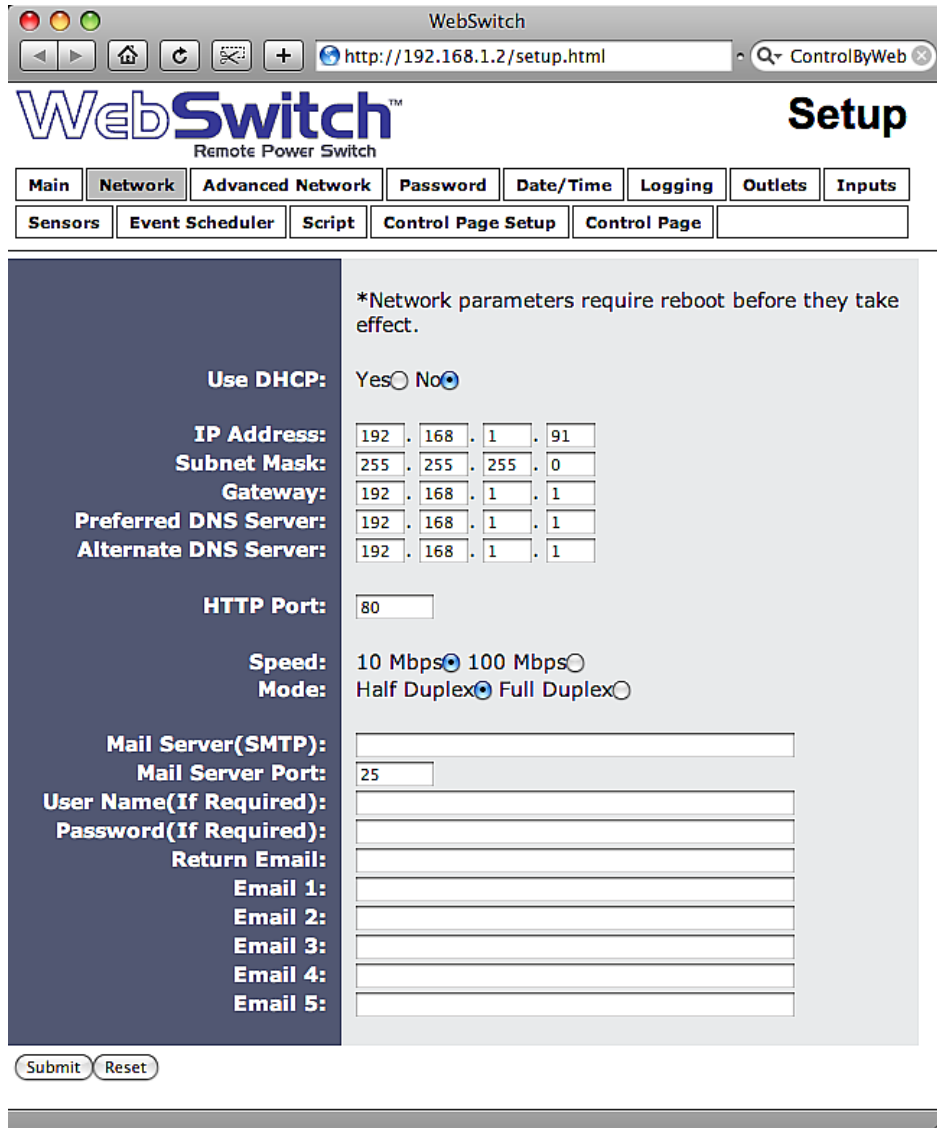 WebSwitch
http://192.168.1.2/setup.html
ControlByWeb
WebSwitch™
Remote Power Switch
Setup
Main Network Advanced Network Password Date/Time Logging Outlets Inputs
Sensors Event Scheduler Script Control Page Setup Control Page
*Network parameters require reboot before they take
effect.
Use DHCP: Yes No
IP Address: 192 . 168 . 1 . 91
Subnet Mask: 255 . 255 . 255 . 0
Gateway: 192 . 168 . 1 . 1
Preferred DNS Server: 192 . 168 . 1 . 1
Alternate DNS Server: 192 . 168 . 1 . 1
HTTP Port: 80
Speed: 10 Mbps 100 Mbps
Mode: Half Duplex Full Duplex
Mail Server(SMTP):
Mail Server Port: 25
User Name(If Required):
Password(If Required):
Return Email:
Email 1:
Email 2:
Email 3:
Email 4:
Email 5:
Submit Reset